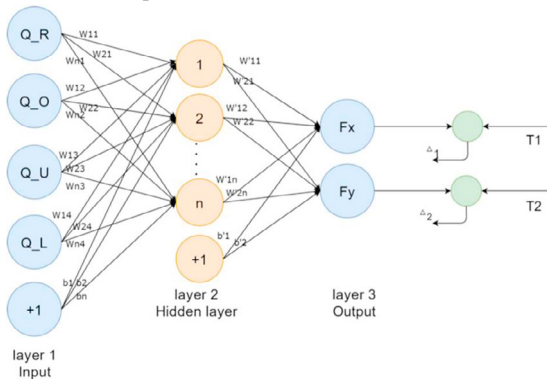 Q_R
W11
W21
Wn1
Q_O
W12
W22
Wn2
Q_U
W13
W23
Wn3
Q_L
W14
W24
Wn4
+1
b1 b2
bn
layer 1
Input
1
W'11
W'21
2
W'12
W'22
n
W'1n
W'2n
+1
b'1
b'2
layer 2
Hidden layer
Fx
Fy
layer 3
Output
△1
T1
△2
T2